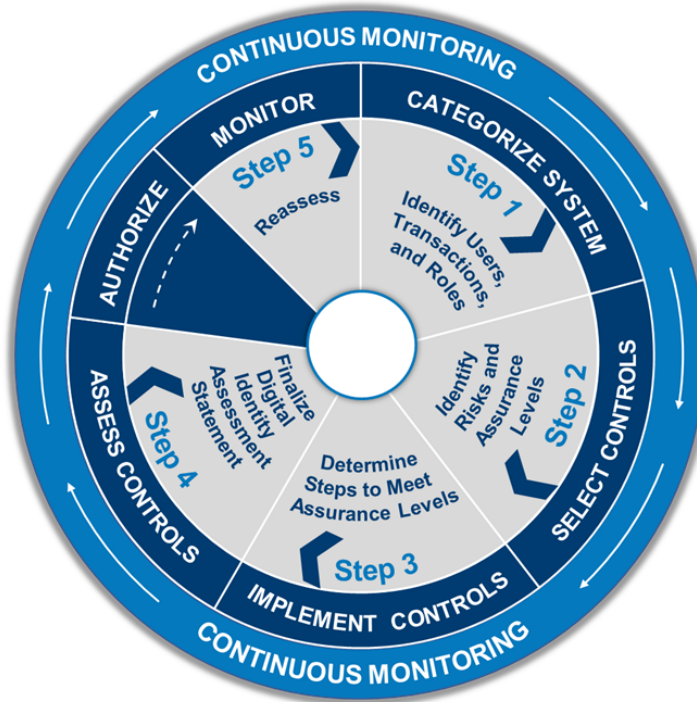 CONTINUOUS MONITORING
CATEGORIZE SYSTEM
Step 1
Identify Users,
Transactions,
and Roles
SELECT CONTROLS
Step 2
Identify
Risks and
Assurance
Levels
IMPLEMENT CONTROLS
Step 3
Determine
Steps to Meet
Assurance Levels
ASSESS CONTROLS
Step 4
Finalize
Digital
Identity
Assessment
Statement
AUTHORIZE
MONITOR
Step 5
Reassess
CONTINUOUS MONITORING